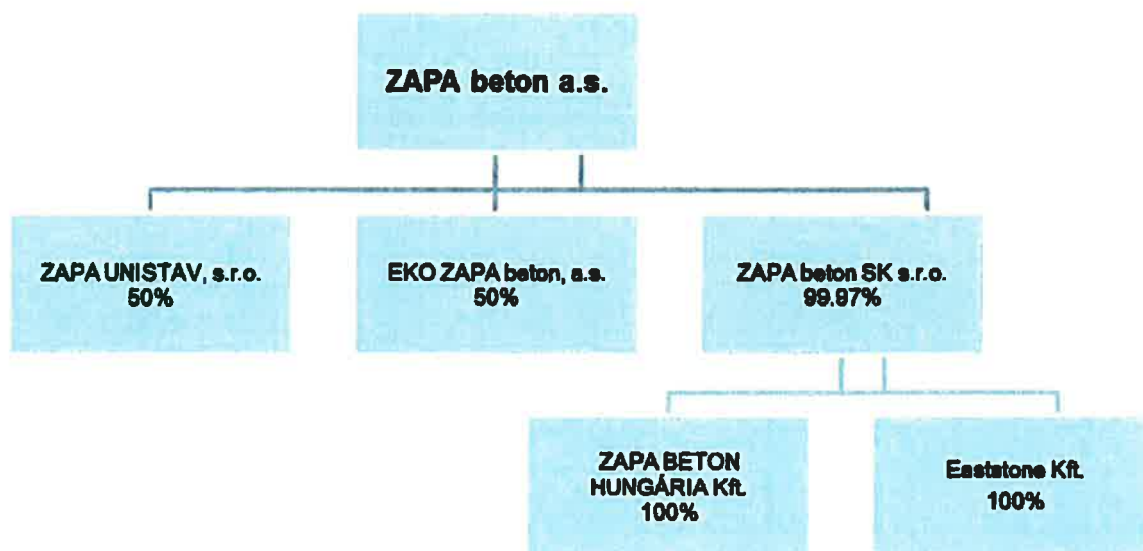 ZAPA beton a.s.
ZAPA UNISTAV, s.r.o.
50%
EKO ZAPA beton, a.s.
50%
ZAPA beton SK s.r.o.
99.97%
ZAPA BETON
HUNGÁRIA Kft.
100%
Eaststone Kft.
100%